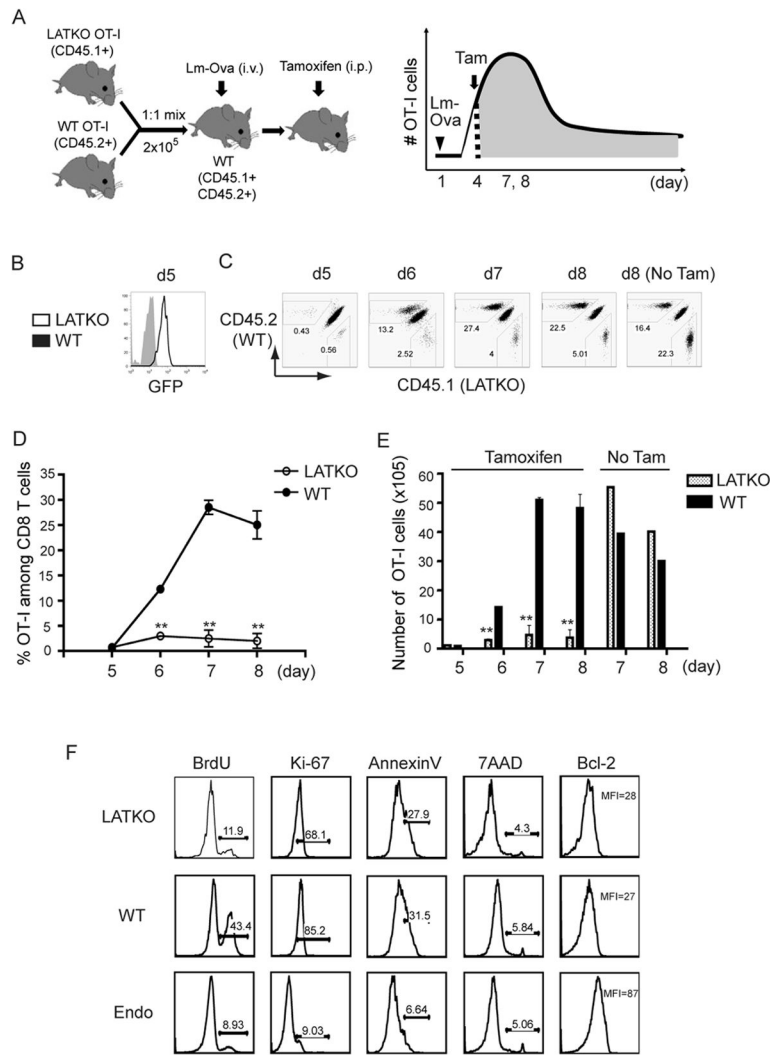 A
LATKO OT-I
(CD45.1+)
WT OT-I
(CD45.2+)
1:1 mix
2x10⁵
Lm-Ova (i.v.)
WT
(CD45.1+
CD45.2+)
Tamoxifen (i.p.)
# OT-I cells
Lm-
Ova
Tam
1 4 7, 8 (day)
B
d5
LATKO
WT
GFP
C
d5 d6 d7 d8 d8 (No Tam)
CD45.2
(WT)
0.43 13.2 27.4 22.5 16.4
0.56 2.52 4 5.01 22.3
CD45.1 (LATKO)
D
LATKO
WT
% OT-I among CD8 T cells
35
30
25
20
15
10
5
0
** ** **
5 6 7 8 (day)
E
Tamoxifen No Tam
LATKO
WT
Number of OT-I cells (x105)
60
50
40
30
20
10
0
** ** **
5 6 7 8 7 8 (day)
F
BrdU Ki-67 AnnexinV 7AAD Bcl-2
LATKO
11.9 68.1 27.9 4.3 MFI=28
WT
43.4 85.2 31.5 5.84 MFI=27
Endo
8.93 9.03 6.64 5.06 MFI=87